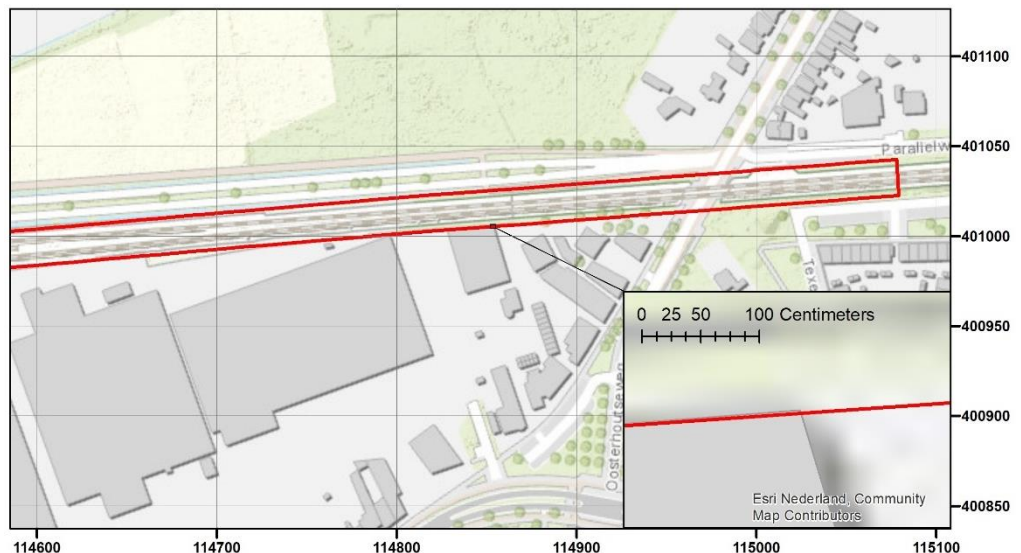 401100
Parallelw
401050
401000
Texe
0 25 50 100 Centimeters
400950
Oosterhoutseweg
400900
Esri Nederland, Community
Map Contributors
400850
114600 114700 114800 114900 115000 115100